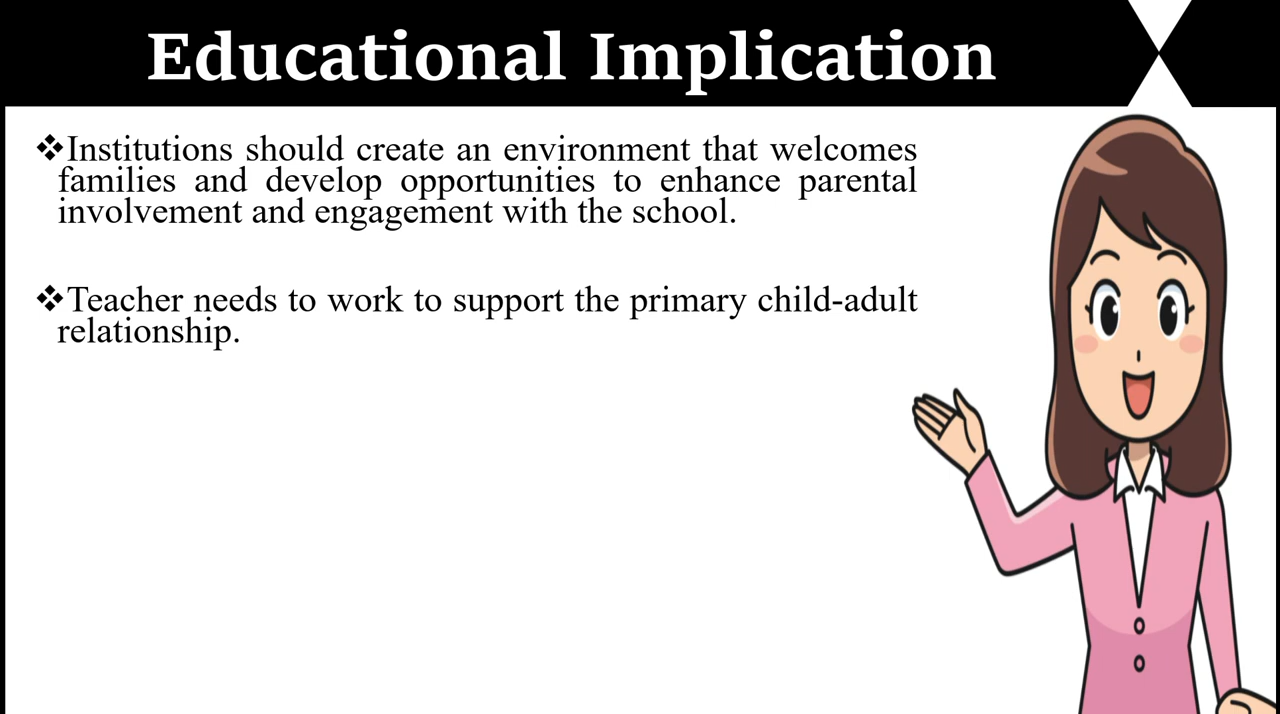 Educational Implication
❖Institutions should create an environment that welcomes
families and develop opportunities to enhance parental
involvement and engagement with the school.
❖Teacher needs to work to support the primary child-adult
relationship.